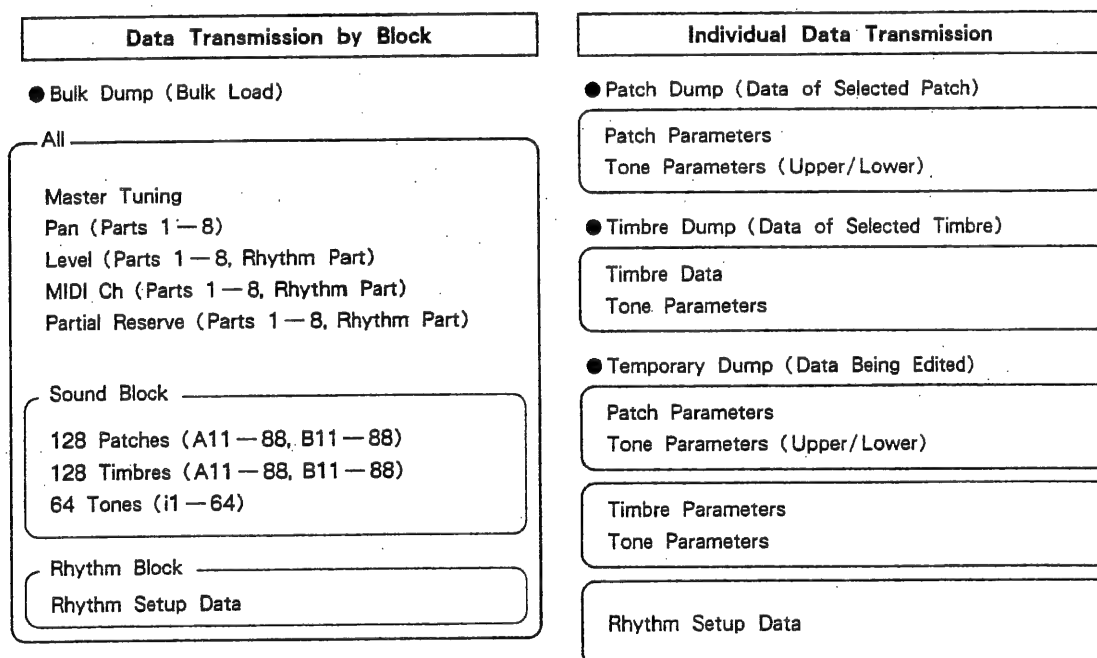 Data Transmission by Block
●Bulk Dump (Bulk Load)
All
Master Tuning
Pan (Parts 1—8)
Level (Parts 1—8, Rhythm Part)
MIDI Ch (Parts 1—8, Rhythm Part)
Partial Reserve (Parts 1—8, Rhythm Part)
Sound Block
128 Patches (A11—88, B11—88)
128 Timbres (A11—88, B11—88)
64 Tones (i1—64)
Rhythm Block
Rhythm Setup Data
Individual Data Transmission
●Patch Dump (Data of Selected Patch)
Patch Parameters
Tone Parameters (Upper/Lower)
●Timbre Dump (Data of Selected Timbre)
Timbre Data
Tone Parameters
●Temporary Dump (Data Being Edited)
Patch Parameters
Tone Parameters (Upper/Lower)
Timbre Parameters
Tone Parameters
Rhythm Setup Data